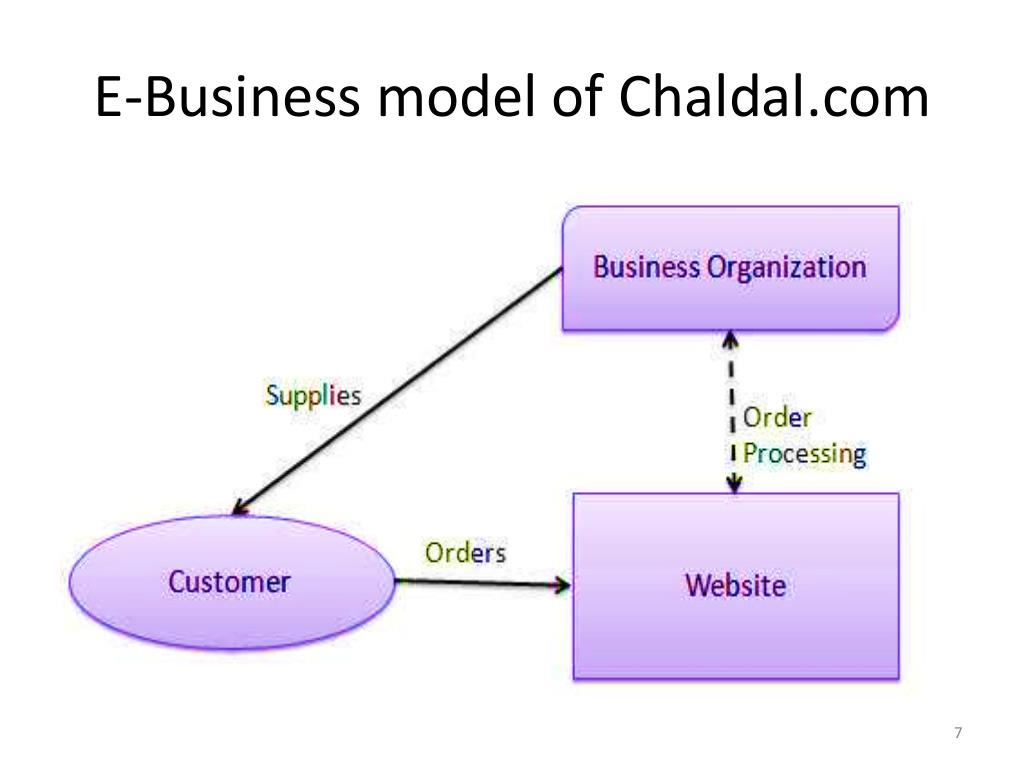 E-Business model of Chaldal.com
Business Organization
Supplies
Order
Processing
Orders
Customer
Website
7